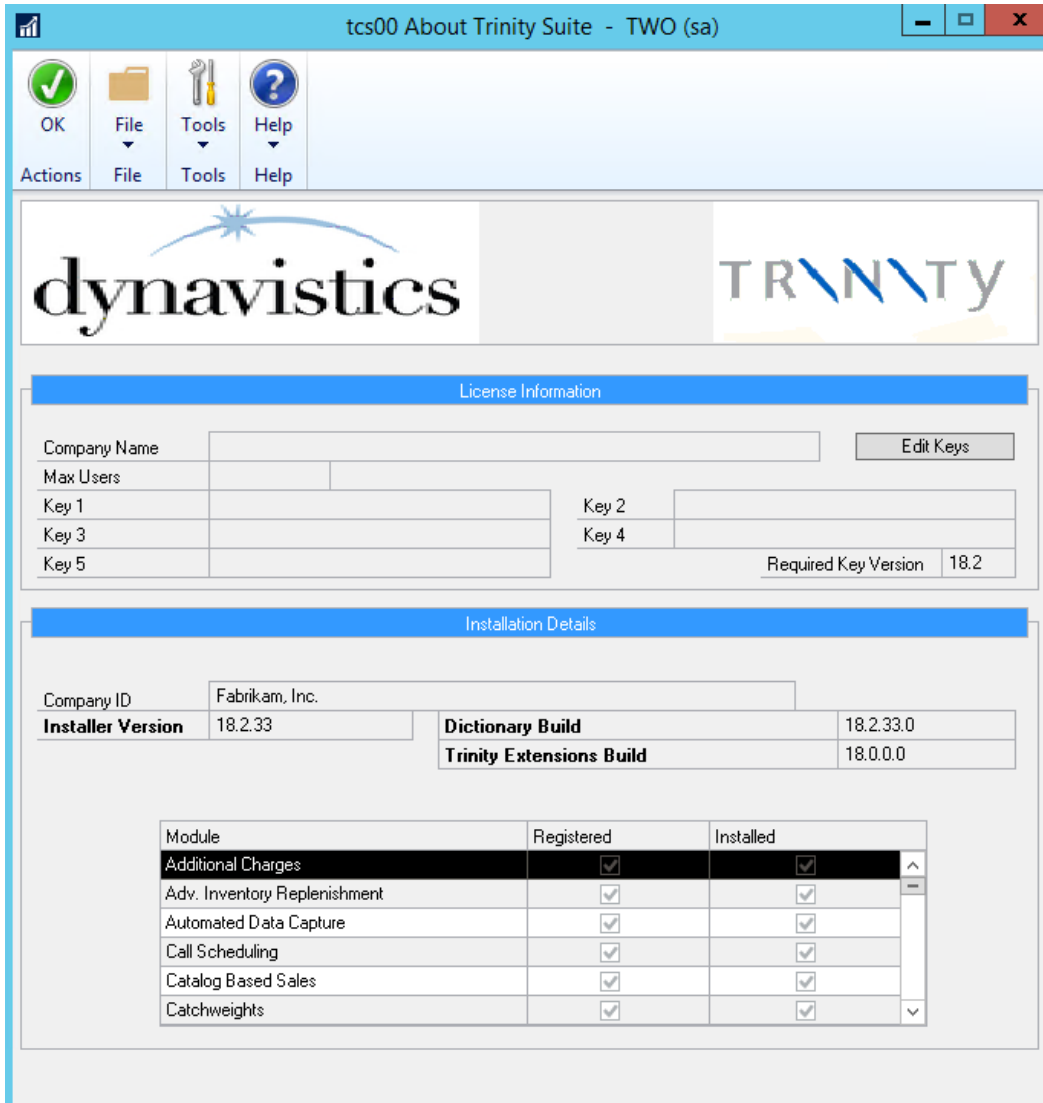 tcs00 About Trinity Suite - TWO (sa)
OK File Tools Help
Actions File Tools Help
dynavistics TRINITY
License Information
Company Name Edit Keys
Max Users
Key 1 Key 2
Key 3 Key 4
Key 5 Required Key Version 18.2
Installation Details
Company ID Fabrikam, Inc.
Installer Version 18.2.33 Dictionary Build 18.2.33.0
Trinity Extensions Build 18.0.0.0
Module Registered Installed
Additional Charges
Adv. Inventory Replenishment
Automated Data Capture
Call Scheduling
Catalog Based Sales
Catchweights